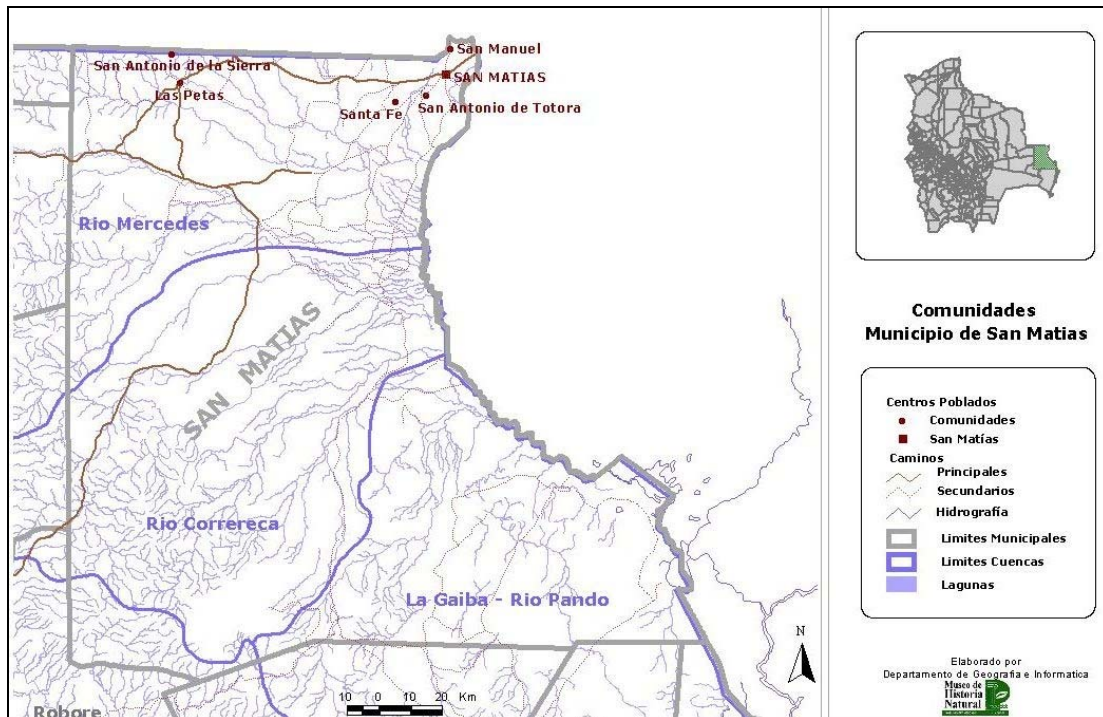 San Manuel
San Antonio de la Sierra
SAN MATIAS
Las Petas
San Antonio de Totora
Santa Fe
Rio Mercedes
SAN MATIAS
Rio Correreca
La Gaiba - Rio Pando
Robore
10 0 10 20 Km
N
Comunidades
Municipio de San Matias
Centros Poblados
Comunidades
San Matías
Caminos
Principales
Secundarios
Hidrografía
Limites Municipales
Limites Cuencas
Lagunas
Elaborado por
Departamento de Geografia e Informatica
Museo de
Historia
Natural